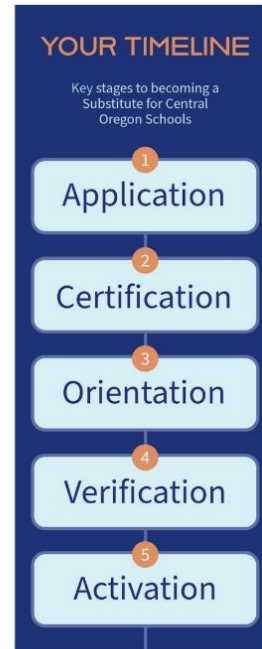 YOUR TIMELINE
Key stages to becoming a
Substitute for Central
Oregon Schools
1
Application
2
Certification
3
Orientation
4
Verification
5
Activation